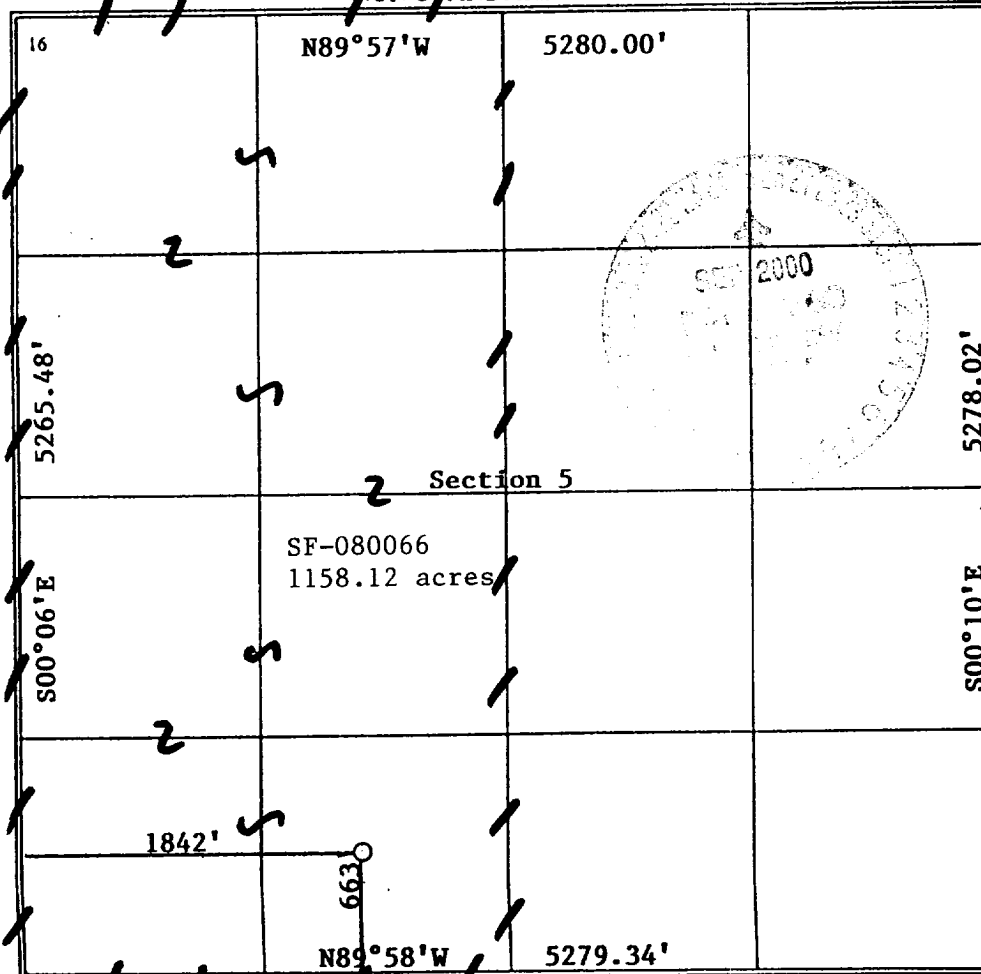 16
N89°57'W 5280.00'
SEP 2000
5265.48'
5278.02'
Section 5
SF-080066
1158.12 acres
S00°06'E
S00°10'E
1842'
663
N89°58'W 5279.34'